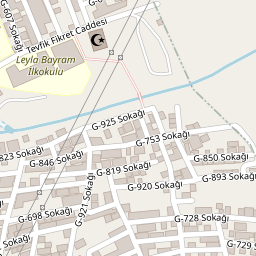 G-607 Sokağı
Tevfik Fikret Caddesi
Leyla Bayram
İlkokulu
G-925 Sokağı
G-753 Sokağı
823 Sokağı
G-846 Sokağı
G-850 Sokağı
G-819 Sokağı
G-893 Sokağı
G-920 Sokağı
G-921 Sokağı
G-698 Sokağı
G-728 Sokağı
G-729 S